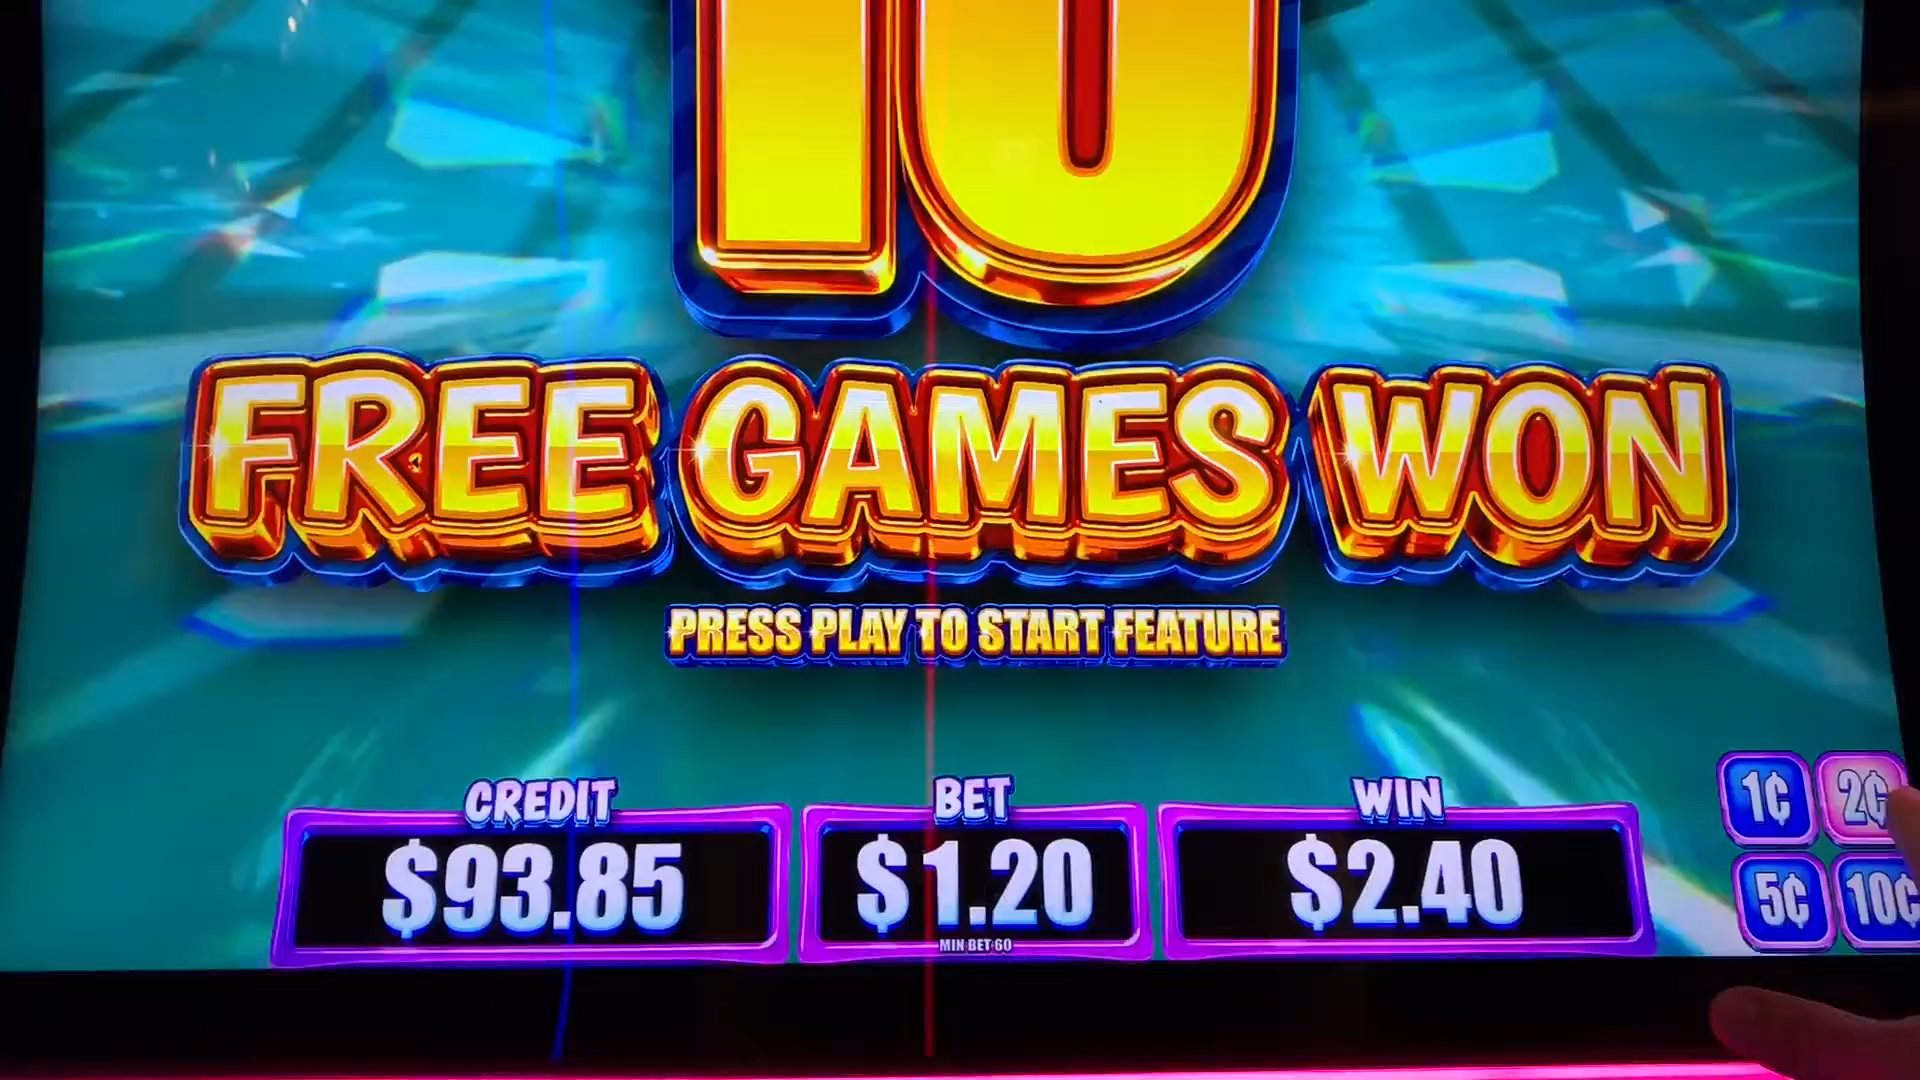 10
FREE GAMES WON
PRESS PLAY TO START FEATURE
CREDIT BET WIN
$93.85 $1.20 $2.40
MIN BET 60
1¢ 2¢
5¢ 10¢